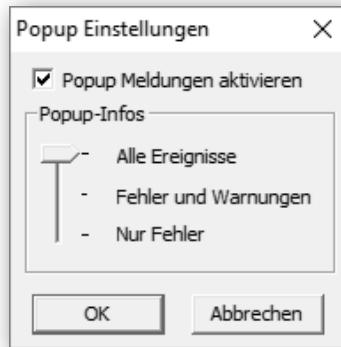 Popup Einstellungen
Popup Meldungen aktivieren
Popup-Infos
Alle Ereignisse
Fehler und Warnungen
Nur Fehler
OK Abbrechen